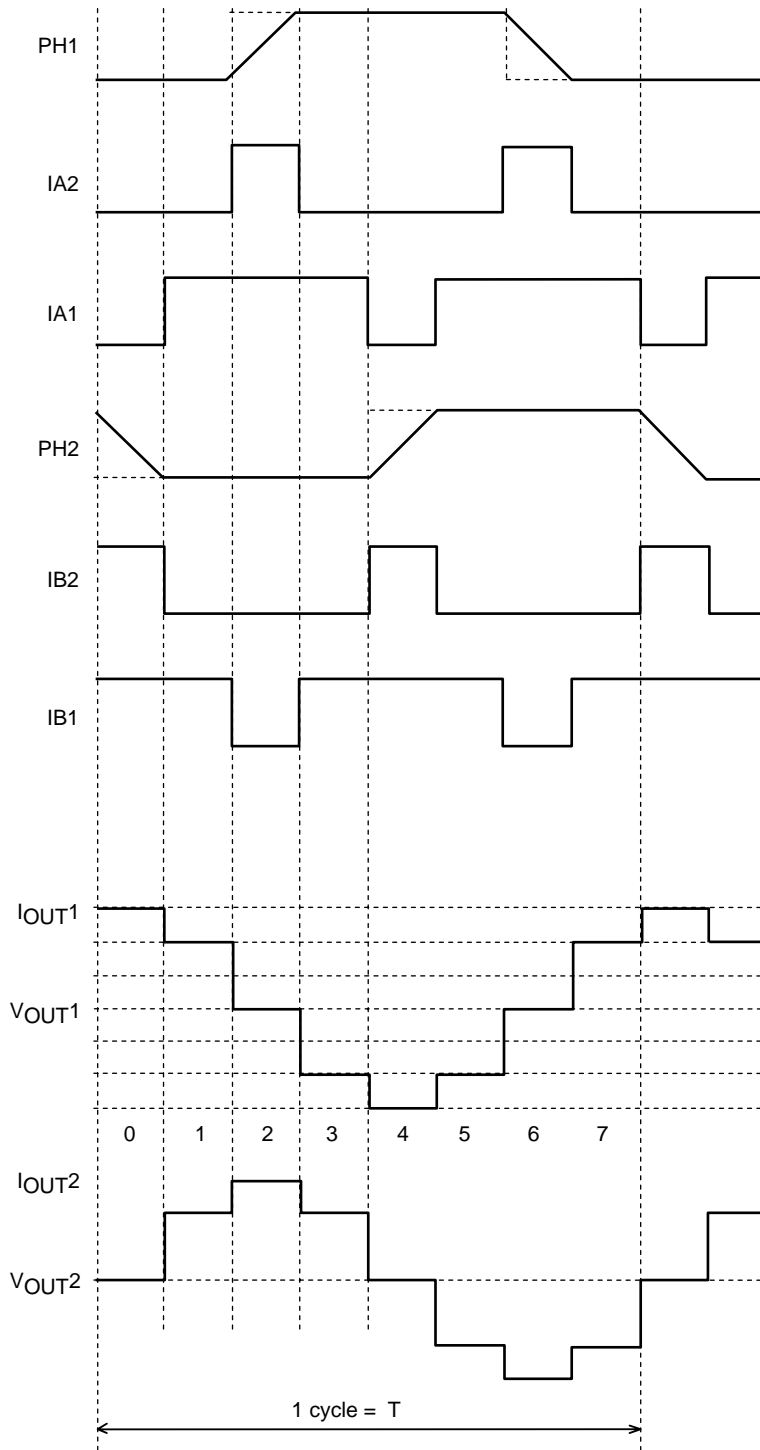 PH1
IA2
IA1
PH2
IB2
IB1
IOUT1
VOUT1
0 1 2 3 4 5 6 7
IOUT2
VOUT2
1 cycle = T